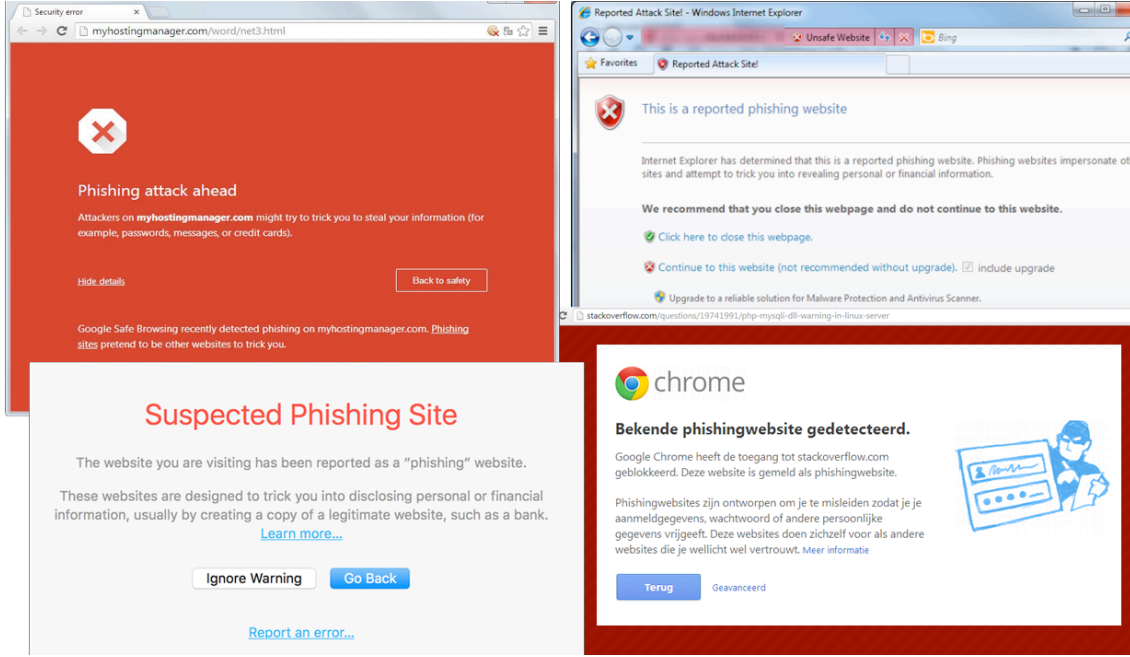 Security error
myhostingmanager.com/word/net3.html
Phishing attack ahead
Attackers on myhostingmanager.com might try to trick you to steal your information (for
example, passwords, messages, or credit cards).
Hide details
Back to safety
Google Safe Browsing recently detected phishing on myhostingmanager.com. Phishing
sites pretend to be other websites to trick you.
Reported Attack Site! - Windows Internet Explorer
Unsafe Website
Bing
Favorites
Reported Attack Site!
This is a reported phishing website
Internet Explorer has determined that this is a reported phishing website. Phishing websites impersonate ot
sites and attempt to trick you into revealing personal or financial information.
We recommend that you close this webpage and do not continue to this website.
Click here to close this webpage.
Continue to this website (not recommended without upgrade). include upgrade
Upgrade to a reliable solution for Malware Protection and Antivirus Scanner.
Suspected Phishing Site
The website you are visiting has been reported as a “phishing” website.
These websites are designed to trick you into disclosing personal or financial
information, usually by creating a copy of a legitimate website, such as a bank.
Learn more...
Ignore Warning
Go Back
Report an error...
stackoverflow.com/questions/19741991/php-mysqli-dll-warning-in-linux-server
chrome
Bekende phishingwebsite gedetecteerd.
Google Chrome heeft de toegang tot stackoverflow.com
geblokkeerd. Deze website is gemeld als phishingwebsite.
Phishingwebsites zijn ontworpen om je te misleiden zodat je je
aanmeldgegevens, wachtwoord of andere persoonlijke
gegevens vrijgeeft. Deze websites doen zichzelf voor als andere
websites die je wellicht wel vertrouwt. Meer informatie
Terug
Geavanceerd